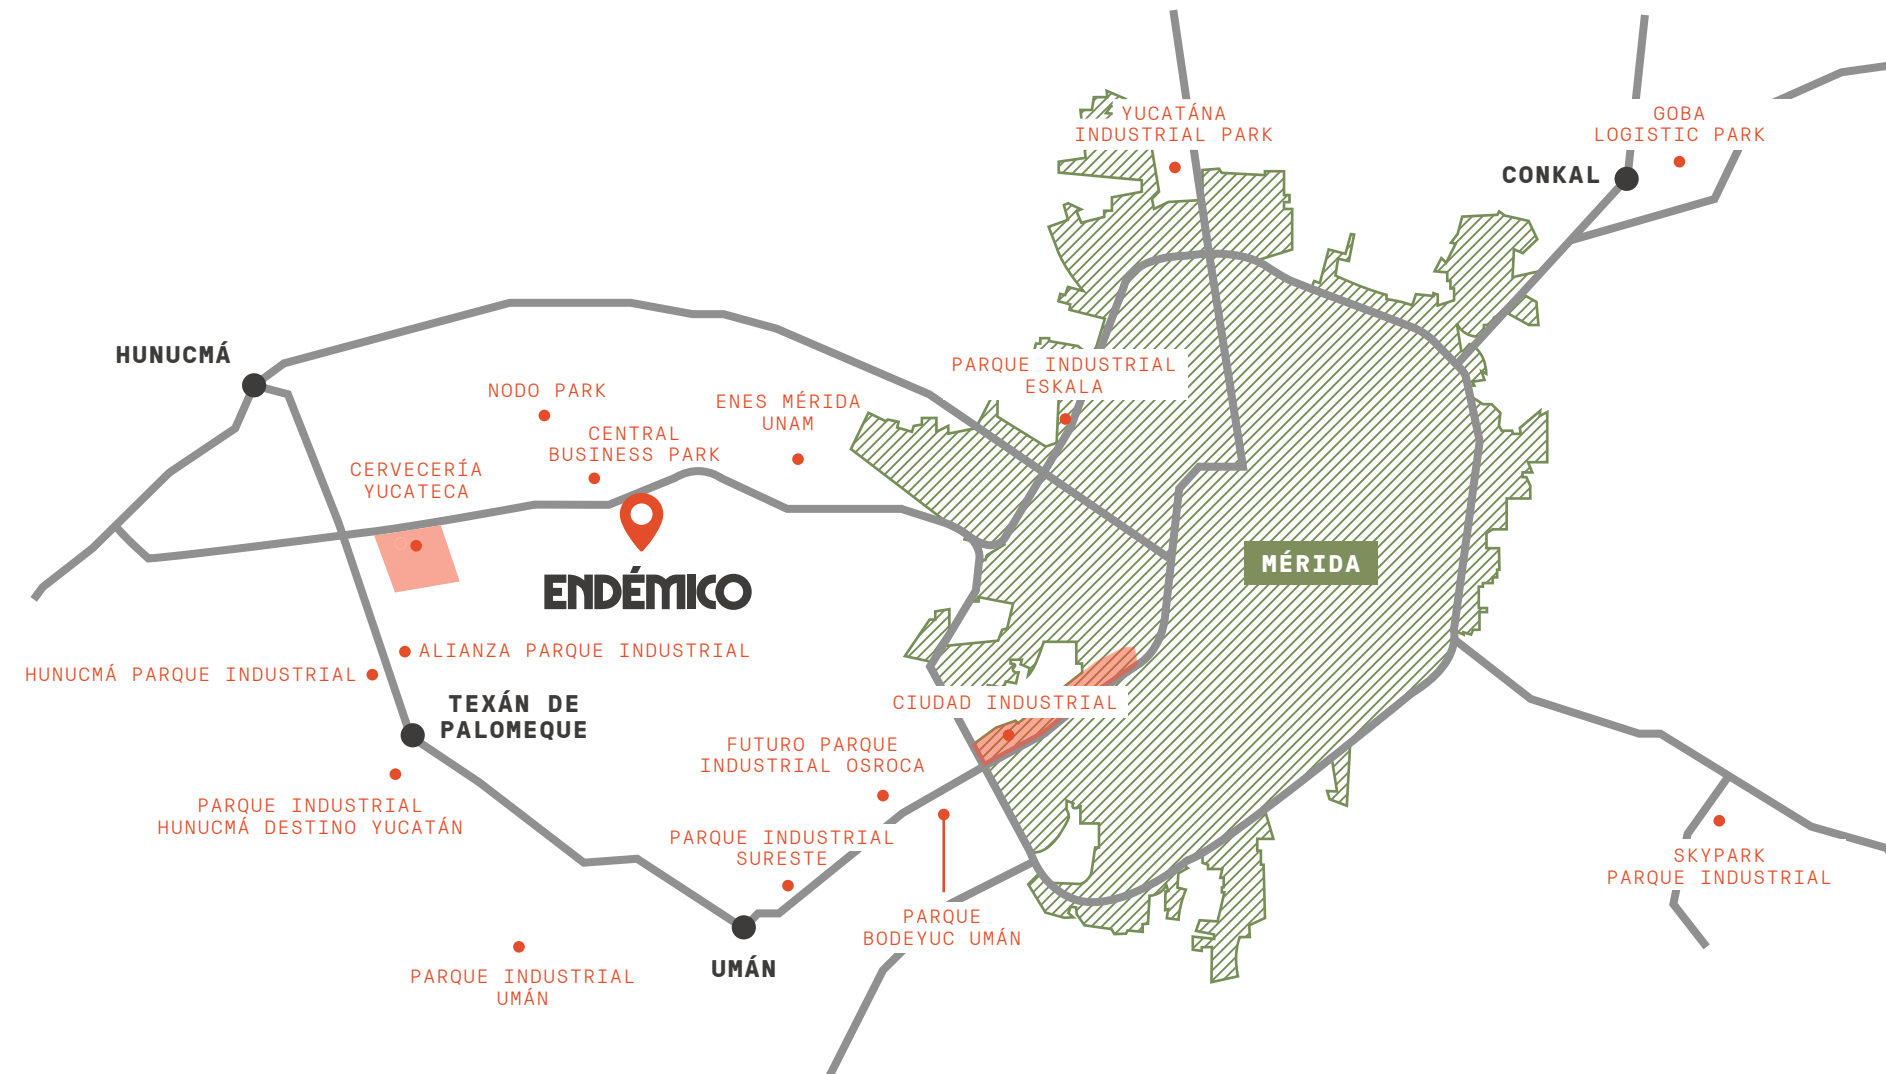 YUCATÁNA
INDUSTRIAL PARK
GOBA
LOGISTIC PARK
CONKAL
HUNUCMÁ
PARQUE INDUSTRIAL
ESKALA
NODO PARK
ENES MÉRIDA
UNAM
CENTRAL
BUSINESS PARK
CERVECERÍA
YUCATECA
MÉRIDA
ENDÉMICO
ALIANZA PARQUE INDUSTRIAL
HUNUCMÁ PARQUE INDUSTRIAL
TEXÁN DE
PALOMEQUE
CIUDAD INDUSTRIAL
FUTURO PARQUE
INDUSTRIAL OSROCA
PARQUE INDUSTRIAL
HUNUCMÁ DESTINO YUCATÁN
PARQUE INDUSTRIAL
SURESTE
SKYPARK
PARQUE INDUSTRIAL
PARQUE
BODEYUC UMÁN
UMÁN
PARQUE INDUSTRIAL
UMÁN